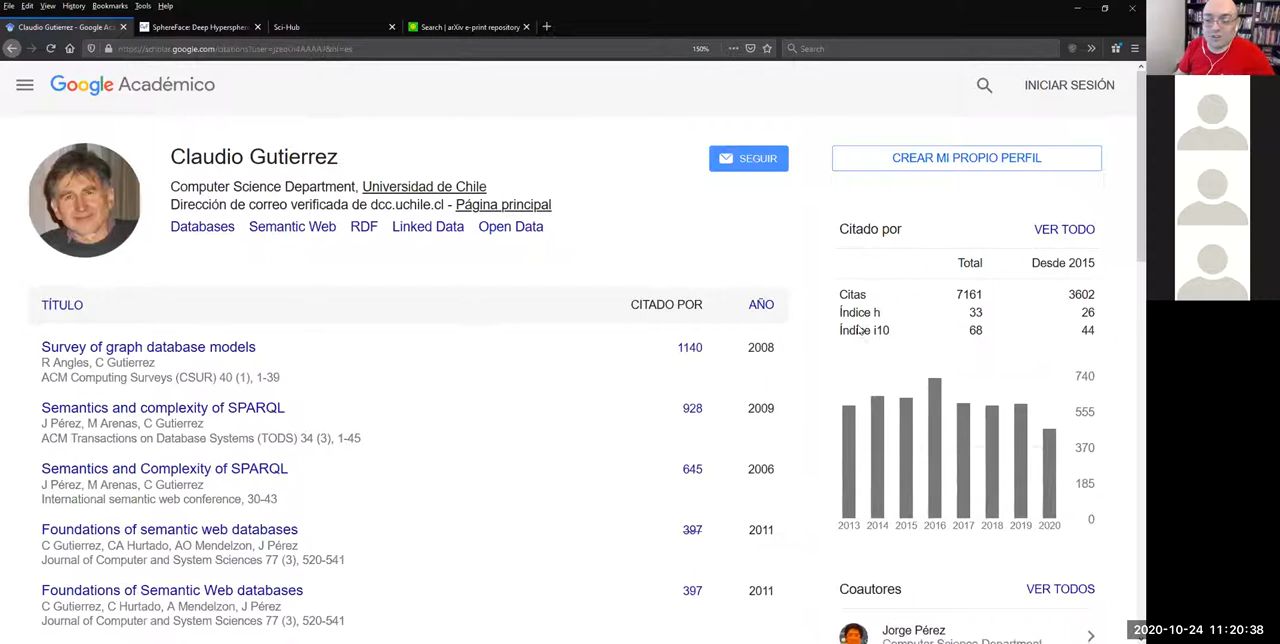 File Edit View History Bookmarks Tools Help
Claudio Gutierrez - Google Ac
SphereFace: Deep Hypersphere
Sci-Hub
Search | arXiv e-print repository
150%
Search
Google Académico
INICIAR SESIÓN
Claudio Gutierrez
SEGUIR
CREAR MI PROPIO PERFIL
Computer Science Department, Universidad de Chile
Dirección de correo verificada de dcc.uchile.cl - Página principal
Databases Semantic Web RDF Linked Data Open Data
Citado por VER TODO
Total Desde 2015
Citas 7161 3602
Índice h 33 26
Índice i10 68 44
740
555
370
185
0
2013 2014 2015 2016 2017 2018 2019 2020
TÍTULO CITADO POR AÑO
Survey of graph database models 1140 2008
R Angles, C Gutierrez
ACM Computing Surveys (CSUR) 40 (1), 1-39
Semantics and complexity of SPARQL 928 2009
J Pérez, M Arenas, C Gutierrez
ACM Transactions on Database Systems (TODS) 34 (3), 1-45
Semantics and Complexity of SPARQL 645 2006
J Pérez, M Arenas, C Gutierrez
International semantic web conference, 30-43
Foundations of semantic web databases 397 2011
C Gutierrez, CA Hurtado, AO Mendelzon, J Pérez
Journal of Computer and System Sciences 77 (3), 520-541
Foundations of Semantic Web databases 397 2011
C Gutierrez, C Hurtado, A Mendelzon, J Pérez
Journal of Computer and System Sciences 77 (3), 520-541
Coautores VER TODOS
Jorge Pérez
Computer Science Department
2020-10-24 11:20:38